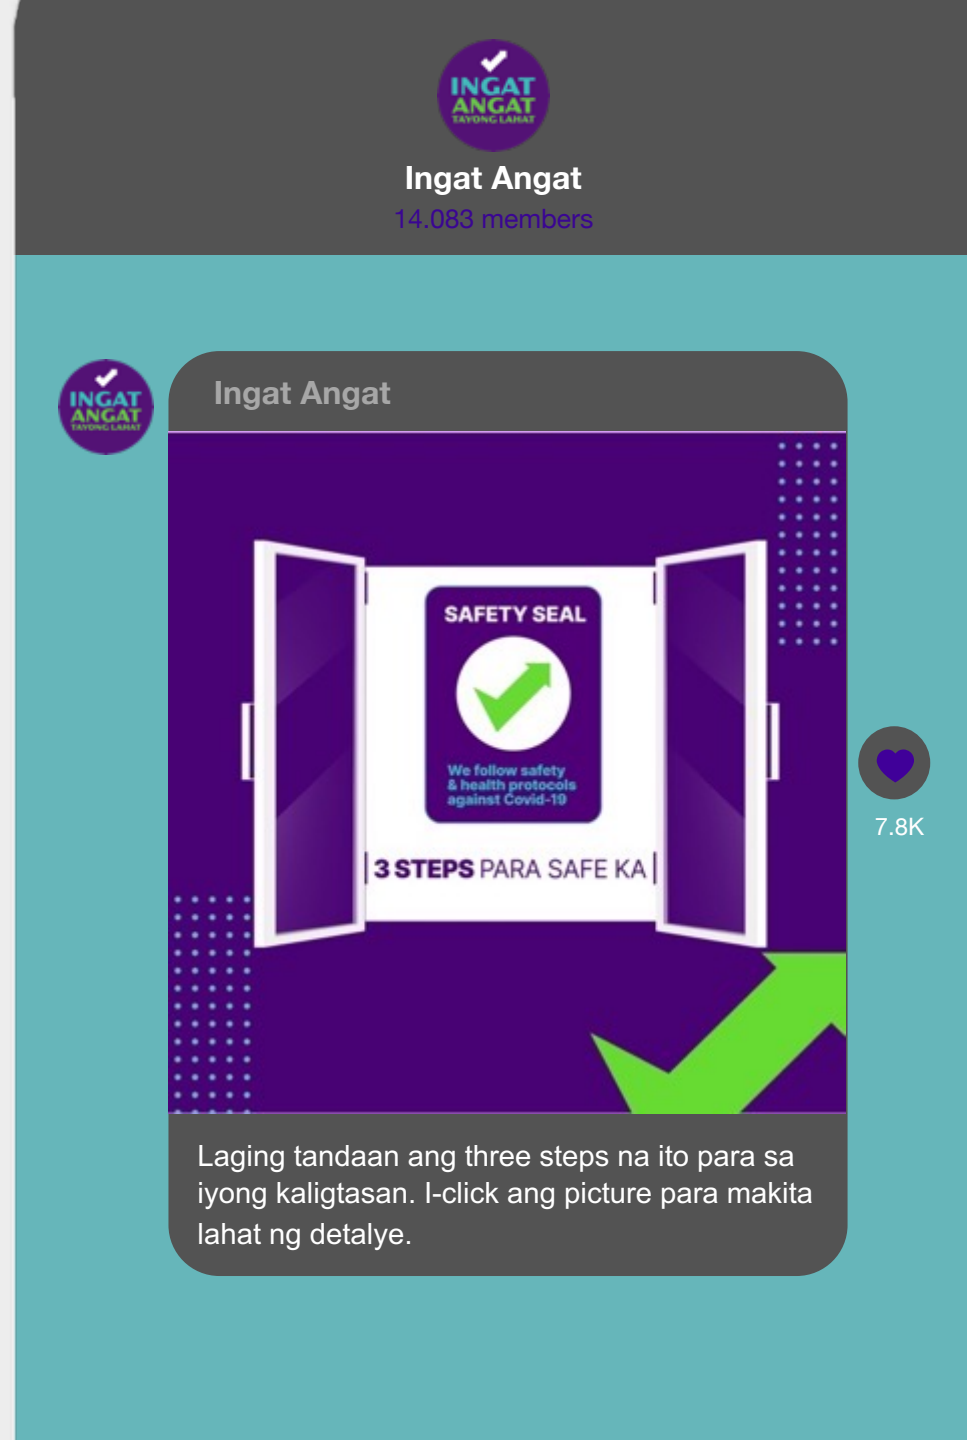 INGAT
ANGAT
TAYONG LAHAT
Ingat Angat
14.083 members
INGAT
ANGAT
TAYONG LAHAT
Ingat Angat
SAFETY SEAL
We follow safety
& health protocols
against Covid-19
3 STEPS PARA SAFE KA
7.8K
Laging tandaan ang three steps na ito para sa
iyong kaligtasan. I-click ang picture para makita
lahat ng detalye.